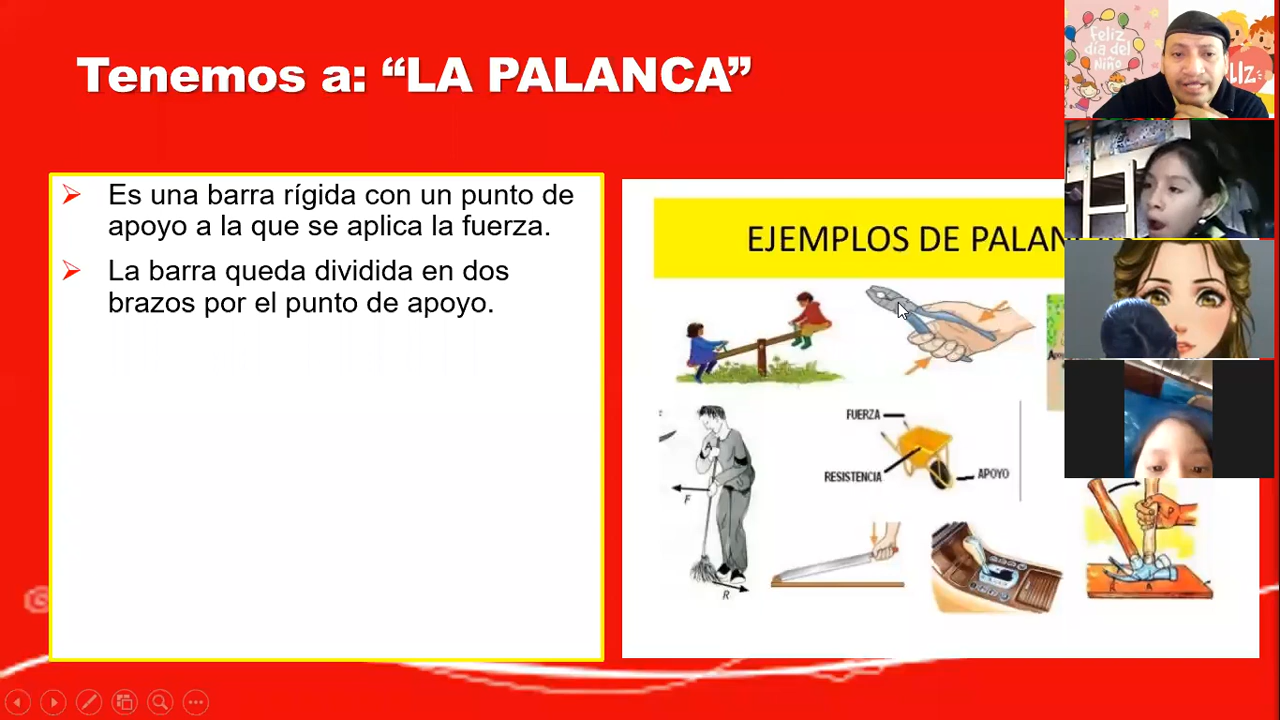 Tenemos a: “LA PALANCA”
Es una barra rígida con un punto de
apoyo a la que se aplica la fuerza.
La barra queda dividida en dos
brazos por el punto de apoyo.
EJEMPLOS DE
FUERZA
RESISTENCIA
APOYO
F
R
R
A
feliz
día del
Niño